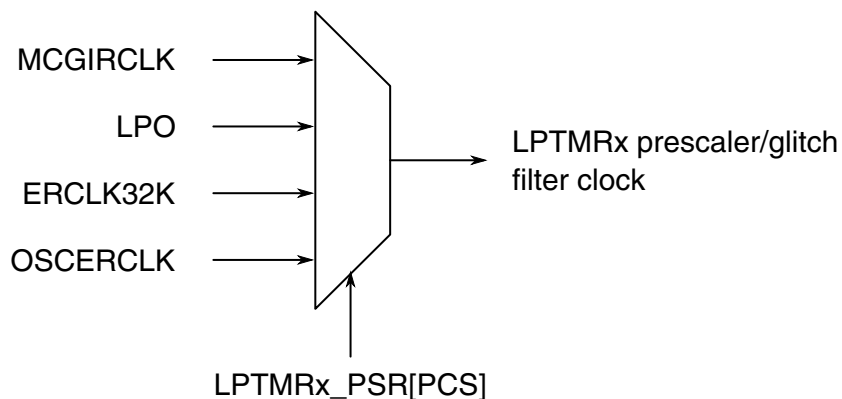 MCGIRCLK
LPO
ERCLK32K
OSCERCLK
LPTMRx prescaler/glitch
filter clock
LPTMRx_PSR[PCS]